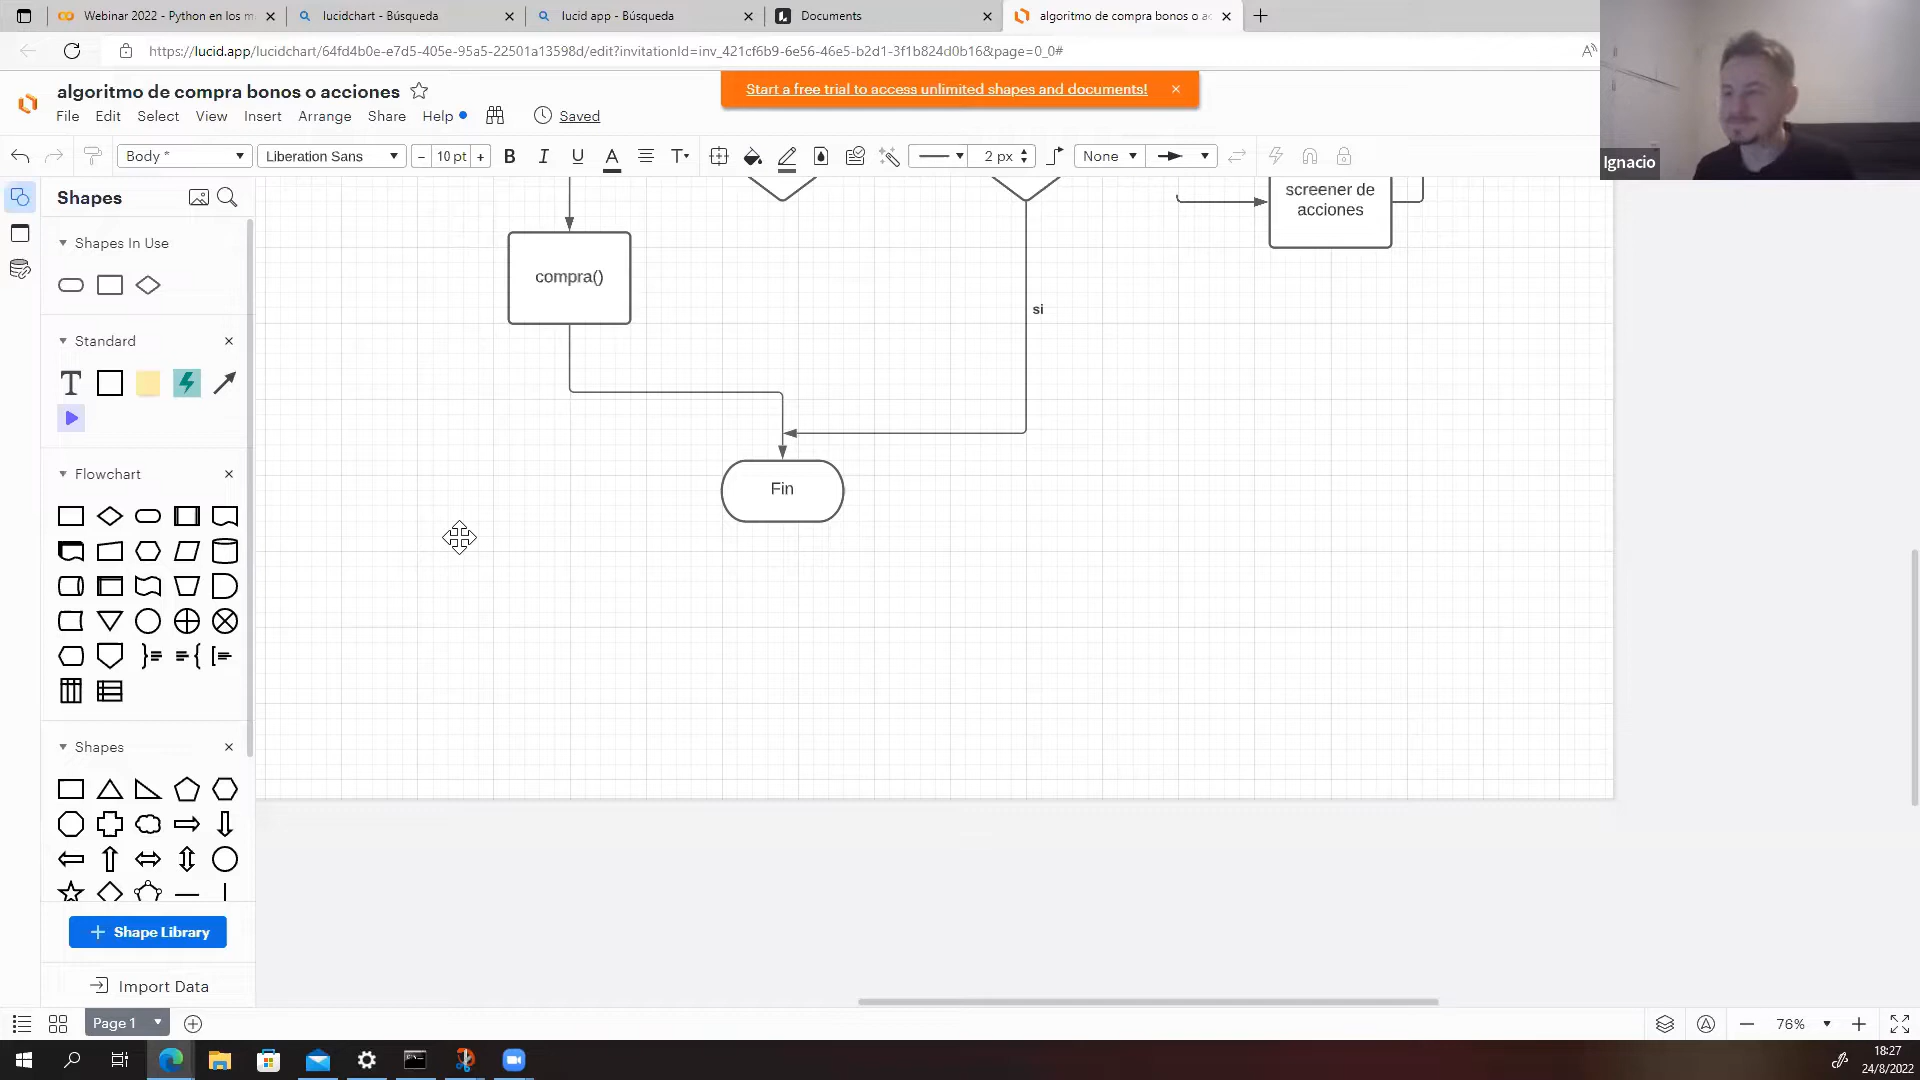 Webinar 2022 - Python en los m
lucidchart - Búsqueda
lucid app - Búsqueda
Documents
algoritmo de compra bonos o ac
https://lucid.app/lucidchart/64fd4b0e-e7d5-405e-95a5-22501a13598d/edit?invitationId=inv_421cf6b9-6e56-46e5-b2d1-3f1b824d0b16&page=0_0#
algoritmo de compra bonos o acciones
Start a free trial to access unlimited shapes and documents!
File Edit Select View Insert Arrange Share Help Saved
Body * Liberation Sans 10 pt B I U A T 2 px None
Ignacio
Shapes
Shapes In Use
Standard
T
Flowchart
Shapes
Shape Library
Import Data
screener de
acciones
compra()
si
Fin
Page 1
76%
18:27
24/8/2022